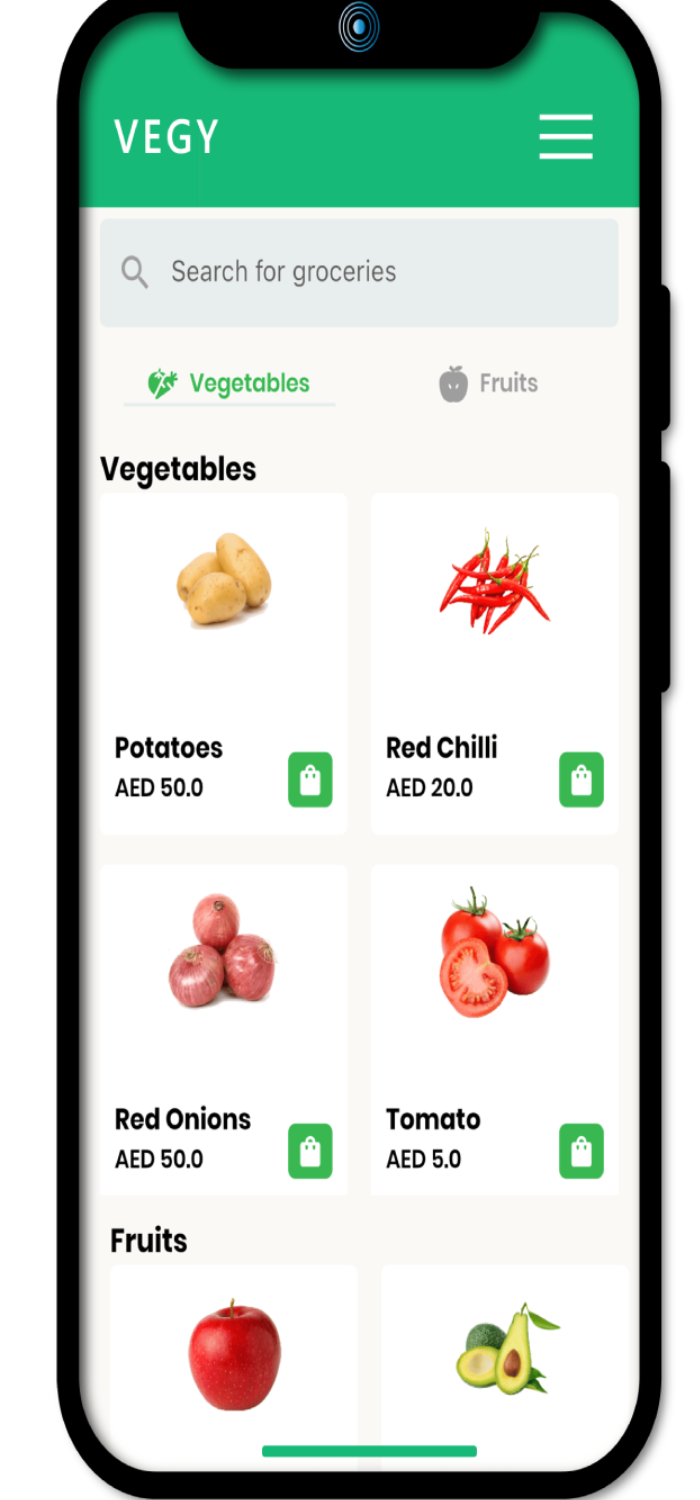 VEGY
Search for groceries
Vegetables
Fruits
Vegetables
Potatoes
AED 50.0
Red Chilli
AED 20.0
Red Onions
AED 50.0
Tomato
AED 5.0
Fruits